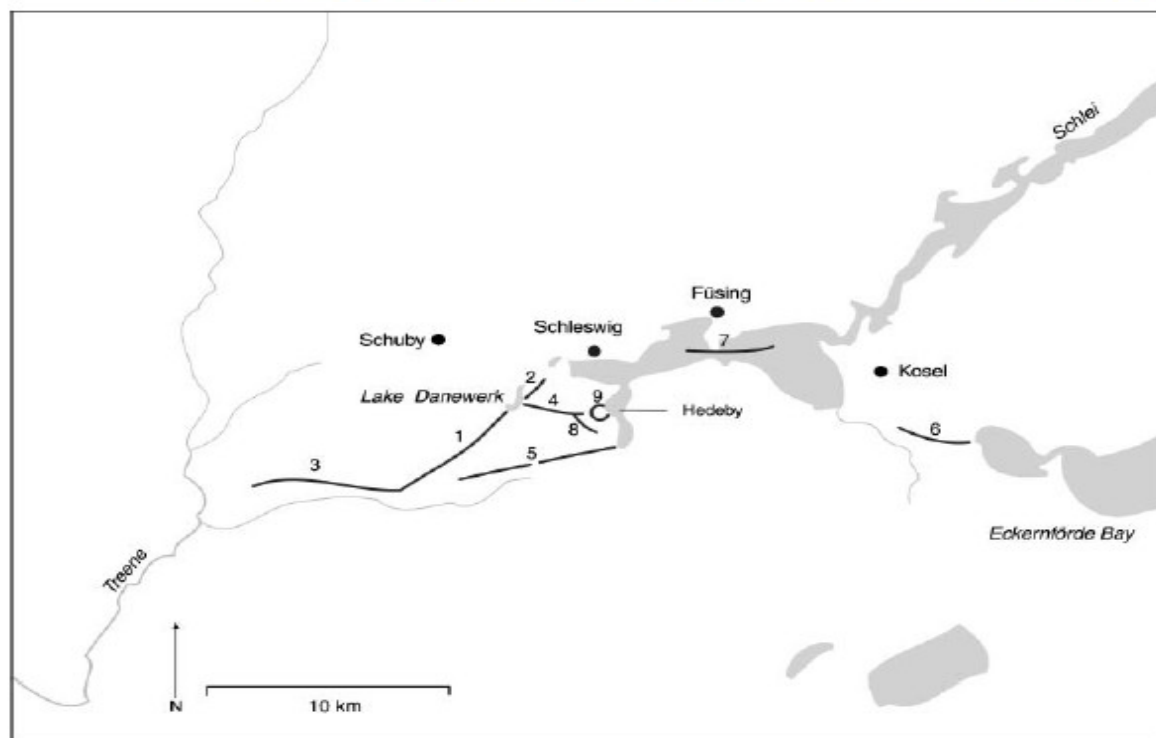 Schlei
Füsing
Schleswig
Schuby
7
Kosel
2
Lake Danewerk
4
9
Hedeby
8
6
1
5
3
Eckernförde Bay
Treene
N
10 km